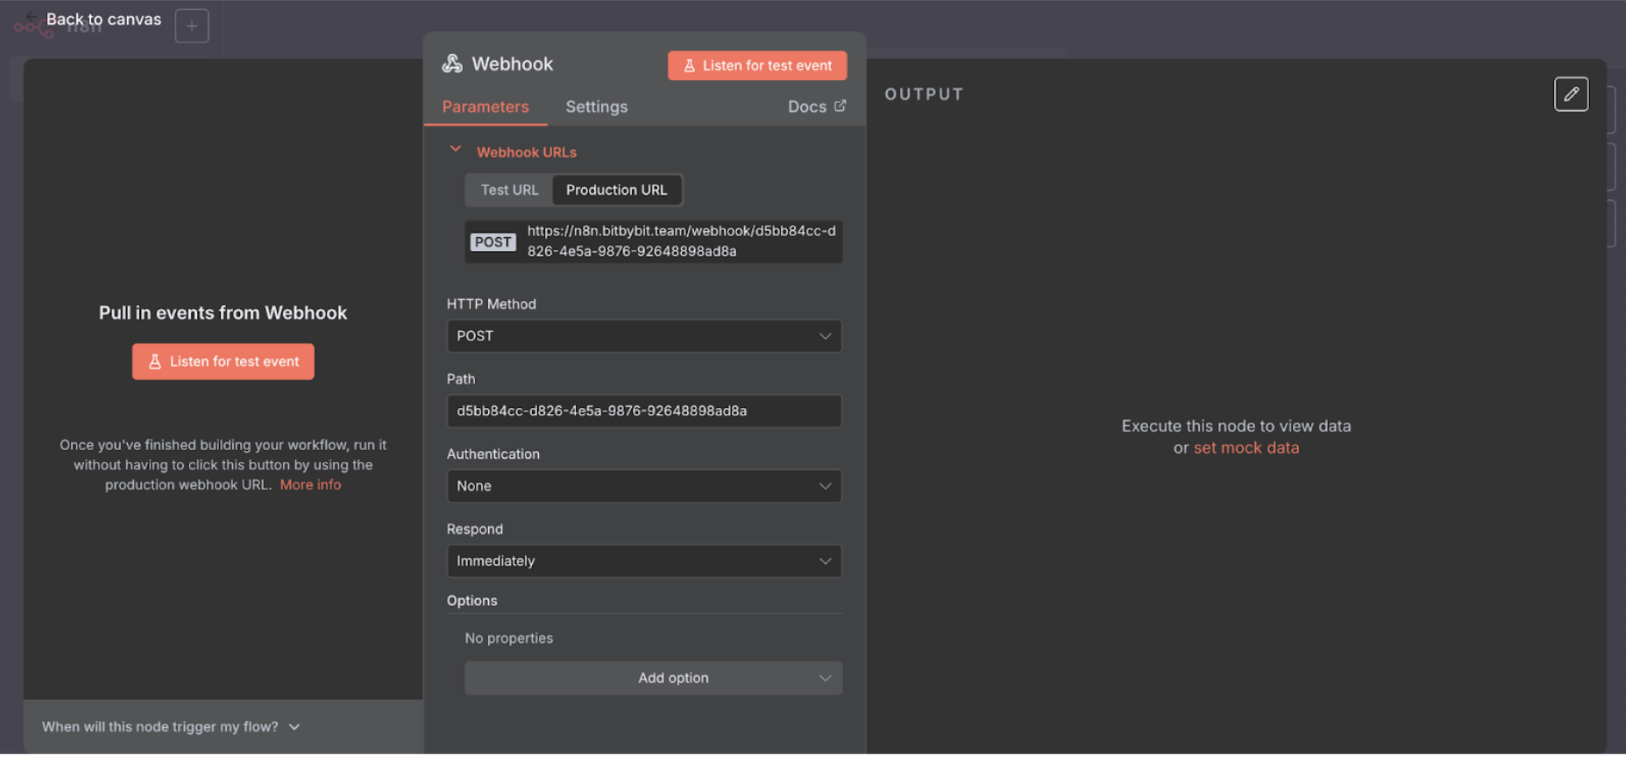 Back to canvas
n8n
Webhook
Listen for test event
Parameters
Settings
Docs
Webhook URLs
Test URL
Production URL
POST
https://n8n.bitbybit.team/webhook/d5bb84cc-d
826-4e5a-9876-92648898ad8a
HTTP Method
POST
Path
d5bb84cc-d826-4e5a-9876-92648898ad8a
Authentication
None
Respond
Immediately
Options
No properties
Add option
Pull in events from Webhook
Listen for test event
Once you've finished building your workflow, run it
without having to click this button by using the
production webhook URL. More info
When will this node trigger my flow?
OUTPUT
Execute this node to view data
or set mock data